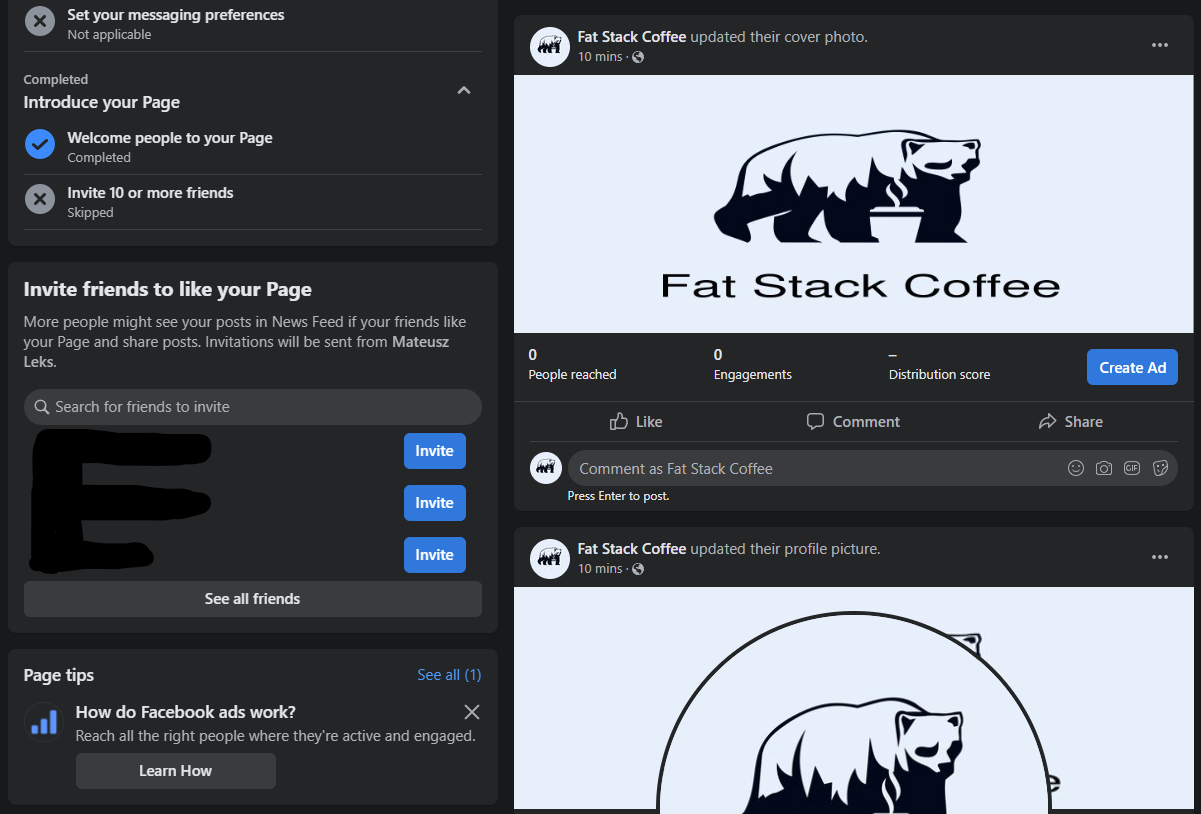 Set your messaging preferences
Not applicable
Completed
Introduce your Page
Welcome people to your Page
Completed
Invite 10 or more friends
Skipped
Invite friends to like your Page
More people might see your posts in News Feed if your friends like
your Page and share posts. Invitations will be sent from Mateusz
Leks.
Search for friends to invite
Invite
Invite
Invite
See all friends
Page tips
See all (1)
How do Facebook ads work?
Reach all the right people where they're active and engaged.
Learn How
Fat Stack Coffee updated their cover photo.
10 mins ·
Fat Stack Coffee
0
People reached
0
Engagements
–
Distribution score
Create Ad
Like
Comment
Share
Comment as Fat Stack Coffee
GIF
Press Enter to post.
Fat Stack Coffee updated their profile picture.
10 mins ·
e